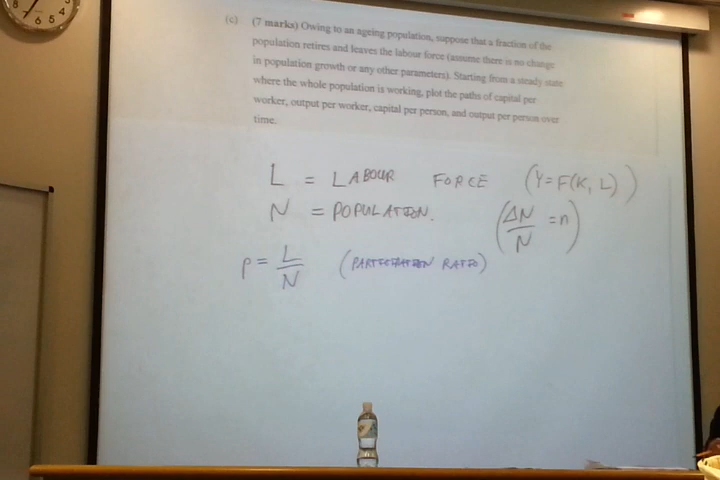 (c) (7 marks) Owing to an ageing population, suppose that a fraction of the
population retires and leaves the labour force (assume there is no change
in population growth or any other parameters). Starting from a steady state
where the whole population is working, plot the paths of capital per
worker, output per worker, capital per person, and output per person over
time.
L = LABOUR FORCE (Y=F(K, L))
N = POPULATION. (ΔN/N = n)
p = L/N (PARTICIPATION RATIO)